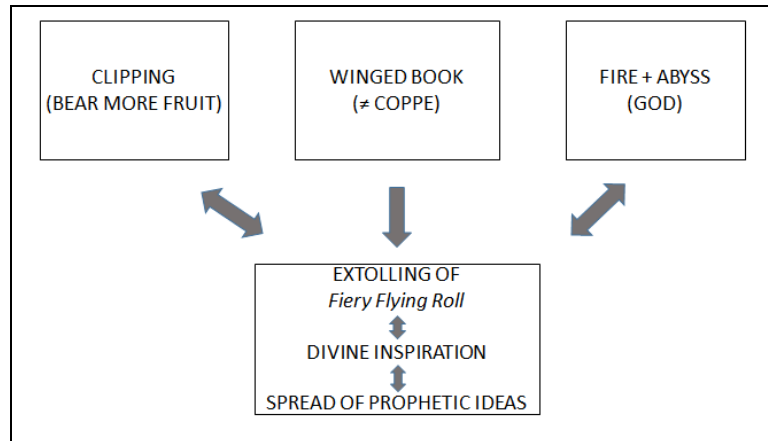 CLIPPING
(BEAR MORE FRUIT)
WINGED BOOK
(≠ COPPE)
FIRE + ABYSS
(GOD)
EXTOLLING OF
Fiery Flying Roll
DIVINE INSPIRATION
SPREAD OF PROPHETIC IDEAS